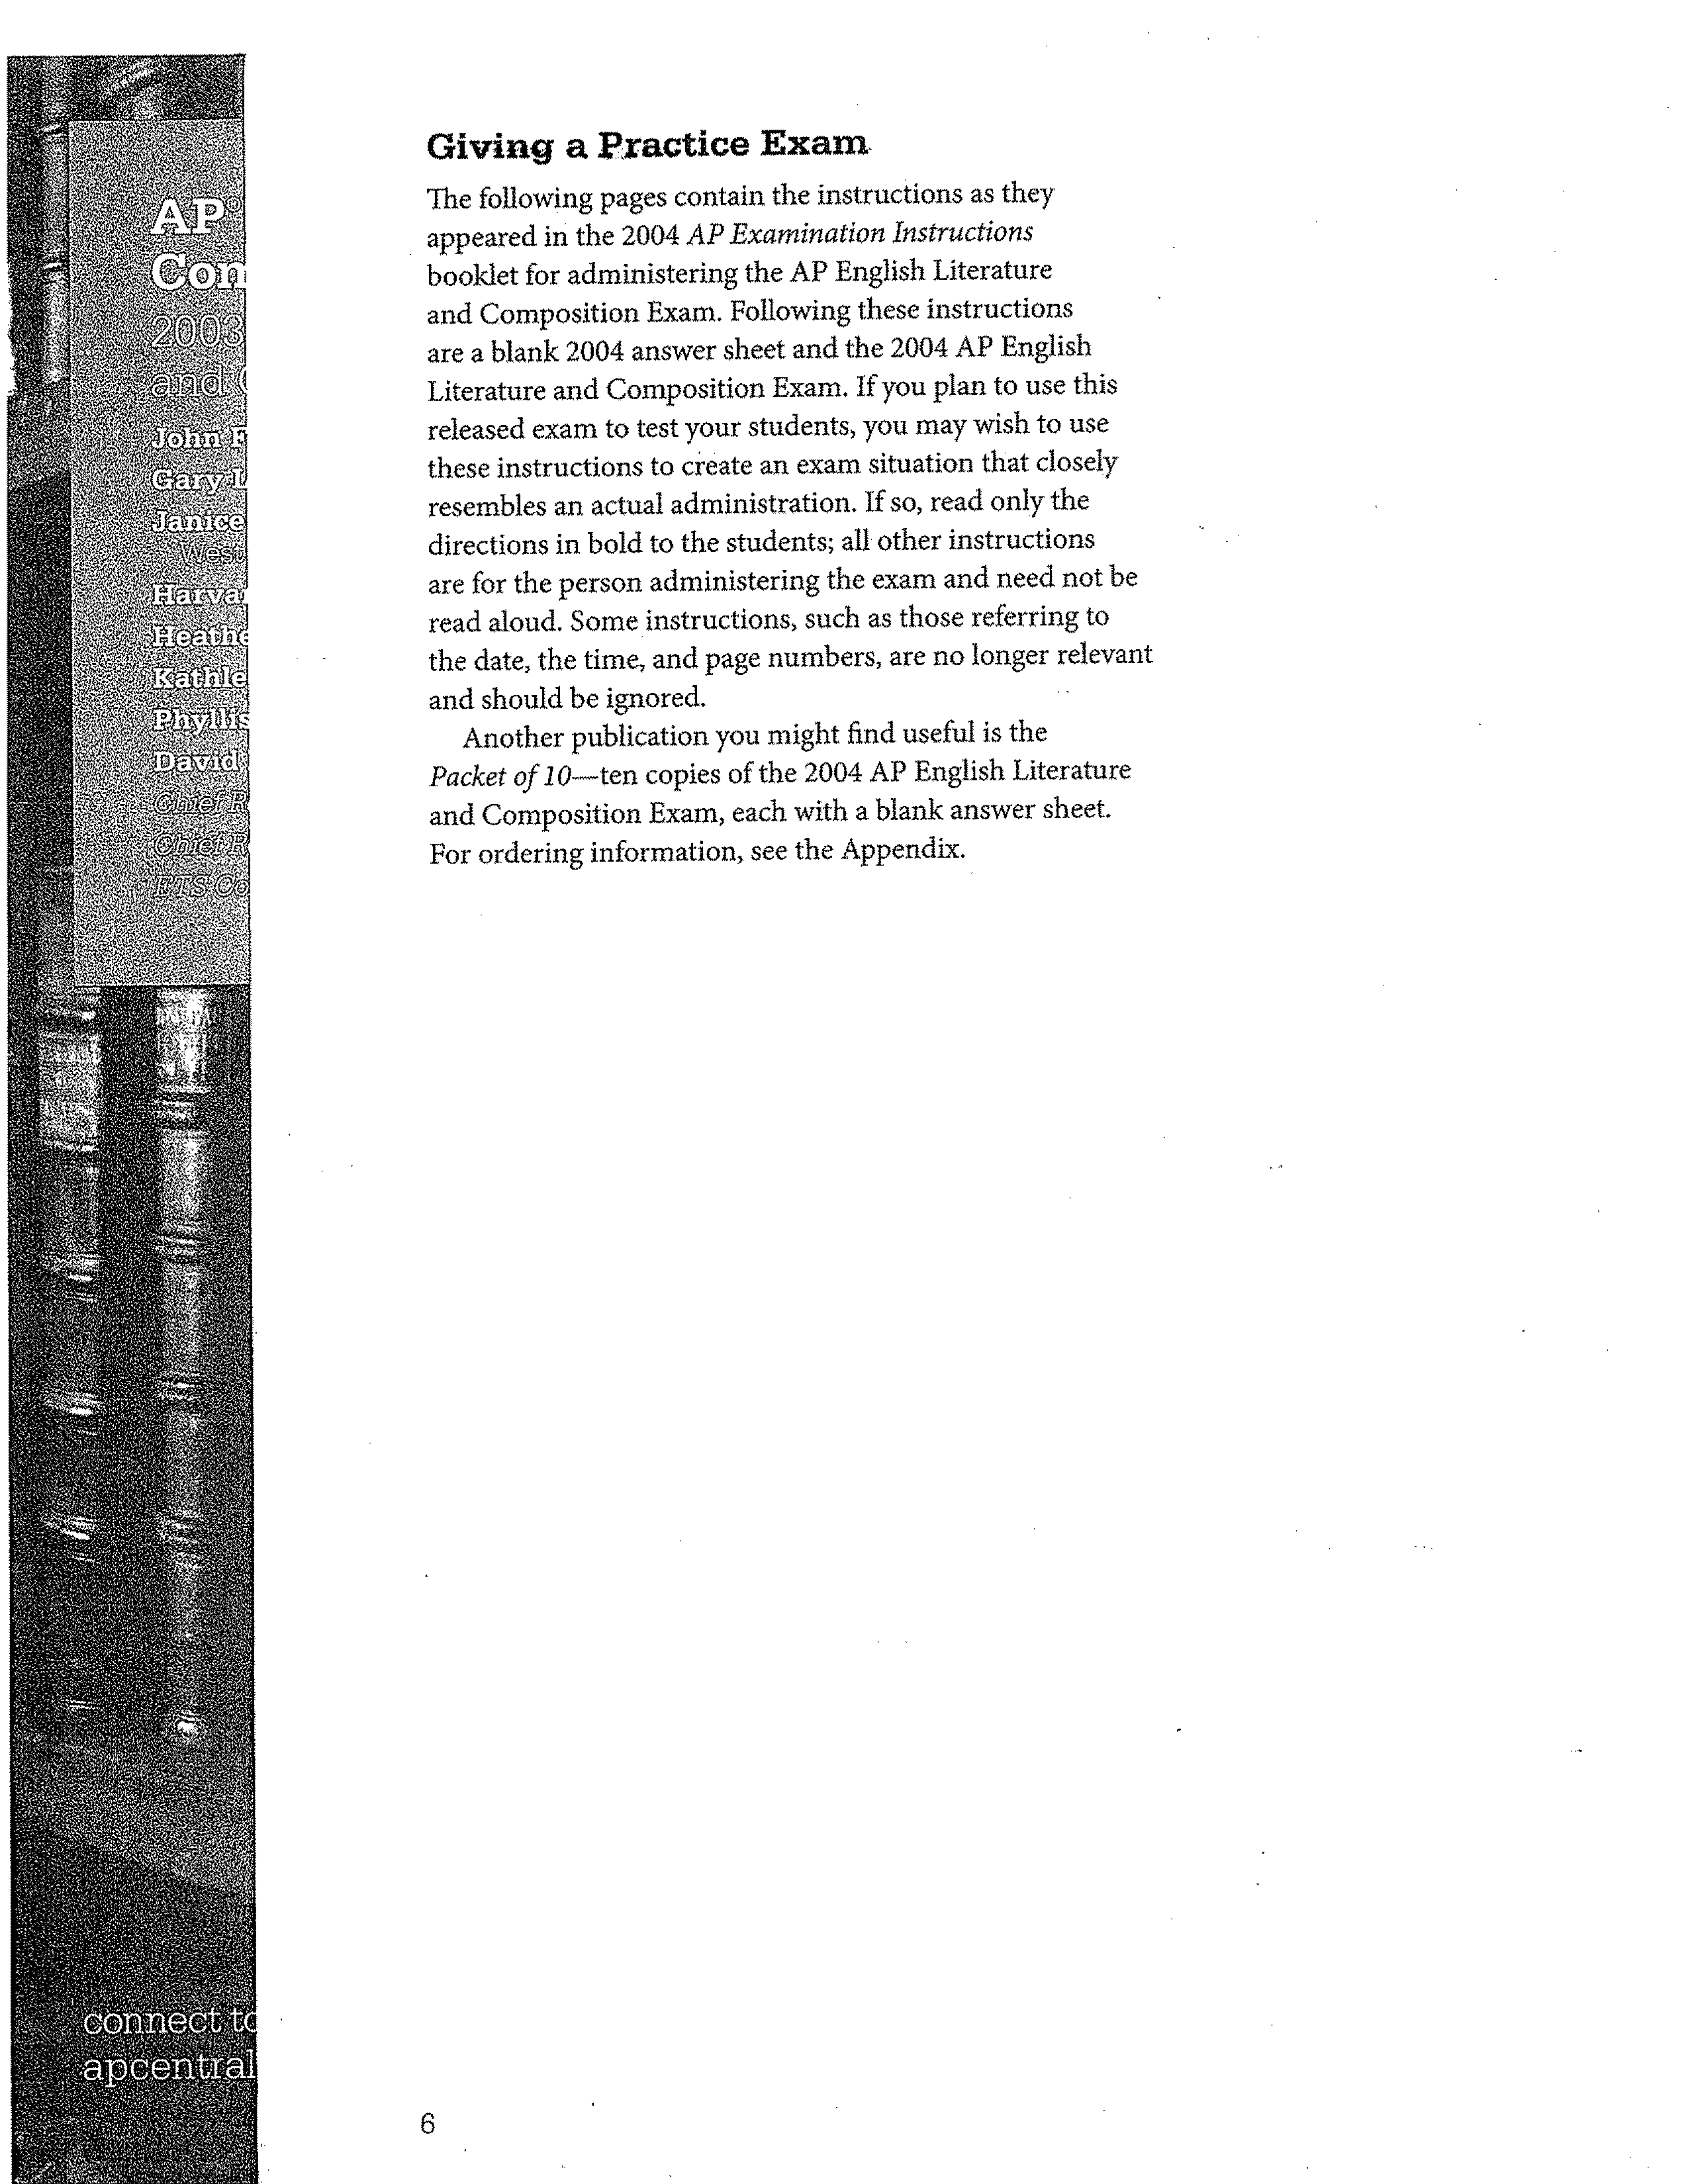 Giving a Practice Exam
The following pages contain the instructions as they
appeared in the 2004 AP Examination Instructions
booklet for administering the AP English Literature
and Composition Exam. Following these instructions
are a blank 2004 answer sheet and the 2004 AP English
Literature and Composition Exam. If you plan to use this
released exam to test your students, you may wish to use
these instructions to create an exam situation that closely
resembles an actual administration. If so, read only the
directions in bold to the students; all other instructions
are for the person administering the exam and need not be
read aloud. Some instructions, such as those referring to
the date, the time, and page numbers, are no longer relevant
and should be ignored.
Another publication you might find useful is the
Packet of 10—ten copies of the 2004 AP English Literature
and Composition Exam, each with a blank answer sheet.
For ordering information, see the Appendix.
6
AP®
Con
2003
and
John F
Gary L
Janice
West
Harva
Heathe
Kathle
Phyllis
David
Chief R
Chief R
ETS Co
connect to
apcentral